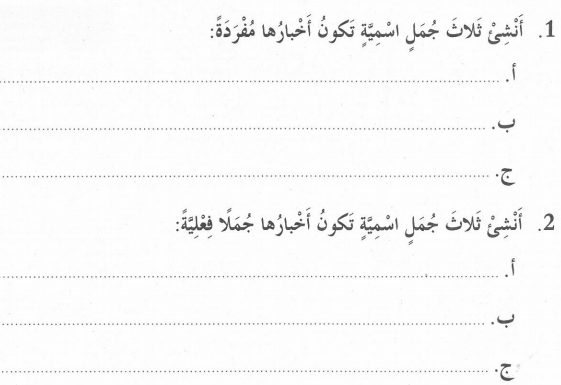 1. أَنْشِئْ ثَلاثَ جُمَلٍ اسْمِيَّةٍ تَكونُ أَخْبارُها مُفْرَدَةً:
أ. ................................................................
ب. ................................................................
ج. ................................................................
2. أَنْشِئْ ثَلاثَ جُمَلٍ اسْمِيَّةٍ تَكونُ أَخْبارُها جُمَلًا فِعْلِيَّةً:
أ. ................................................................
ب. ................................................................
ج. ................................................................